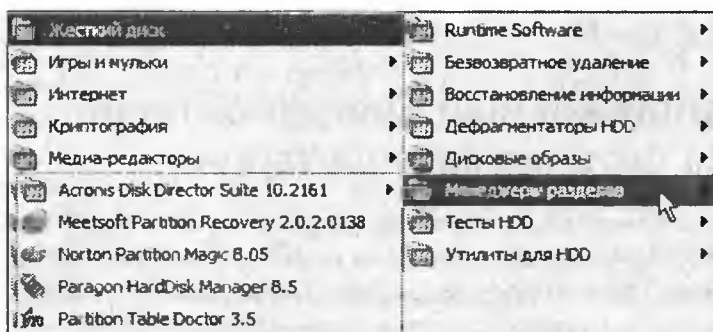 Жесткий диск
Игры и мульки
Интернет
Криптография
Медиа-редакторы
Acronis Disk Director Suite 10.2161
Meetsoft Partition Recovery 2.0.2.0138
Norton Partition Magic 8.05
Paragon HardDisk Manager 8.5
Partition Table Doctor 3.5
Runtime Software
Безвозвратное удаление
Восстановление информации
Дефрагментаторы HDD
Дисковые образы
Менеджеры разделов
Тесты HDD
Утилиты для HDD